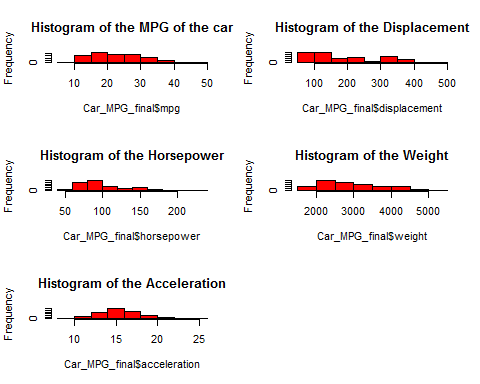 Histogram of the MPG of the car
Frequency
0
10 20 30 40 50
Car_MPG_final$mpg
Histogram of the Displacement
Frequency
0
100 200 300 400 500
Car_MPG_final$displacement
Histogram of the Horsepower
Frequency
0
50 100 150 200
Car_MPG_final$horsepower
Histogram of the Weight
Frequency
0
2000 3000 4000 5000
Car_MPG_final$weight
Histogram of the Acceleration
Frequency
0
10 15 20 25
Car_MPG_final$acceleration